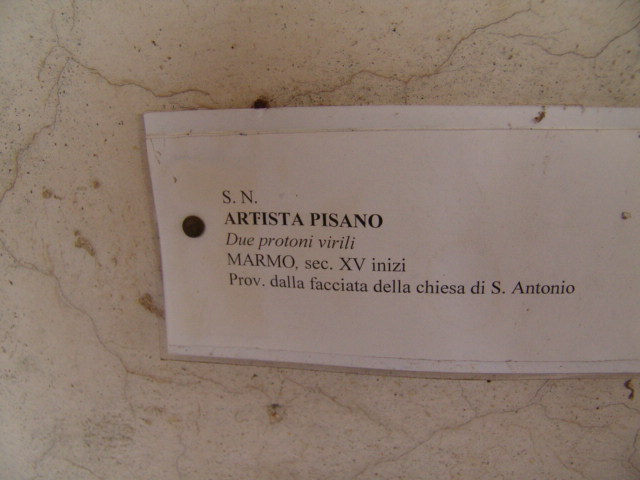 S. N.
ARTISTA PISANO
Due protoni virili
MARMO, sec. XV inizi
Prov. dalla facciata della chiesa di S. Antonio